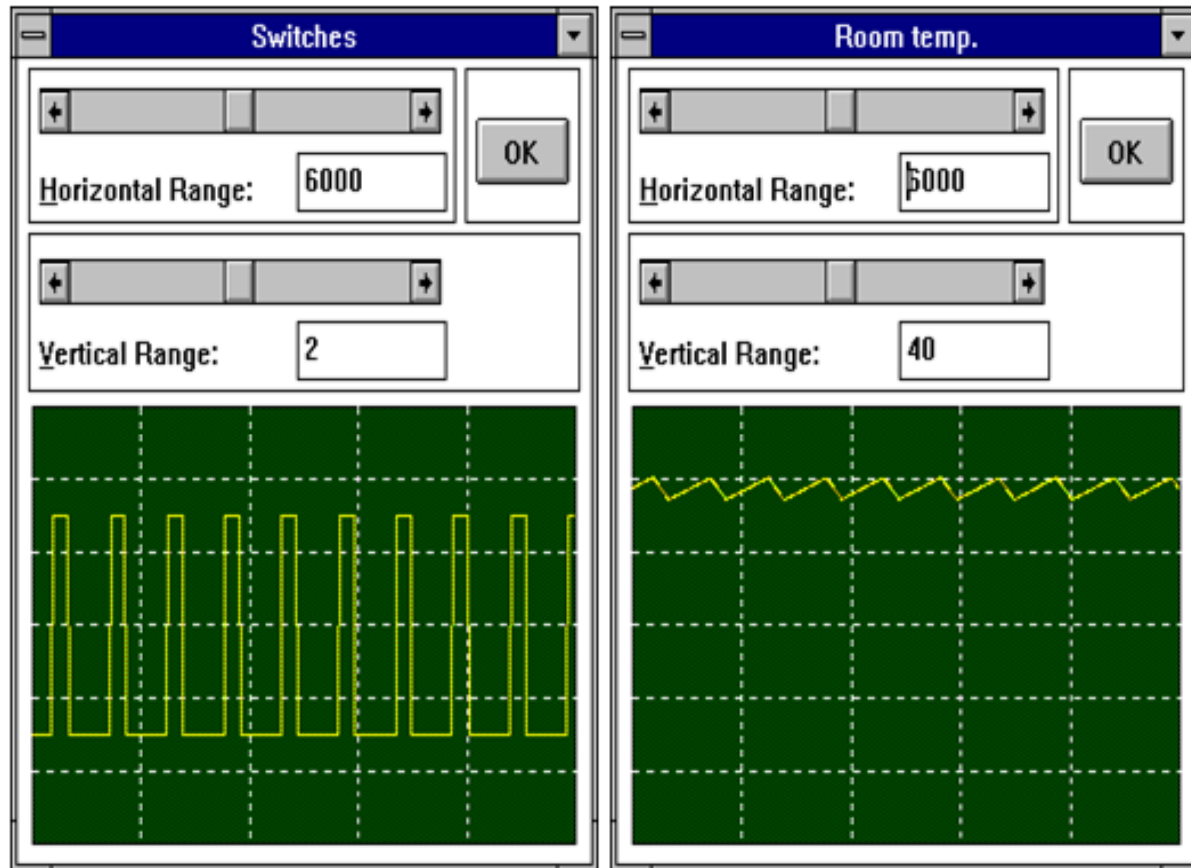 Switches
OK
Horizontal Range: 6000
Vertical Range: 2
Room temp.
OK
Horizontal Range: 6000
Vertical Range: 40